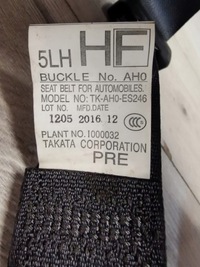 5LH HF
BUCKLE No. AH0
SEAT BELT FOR AUTOMOBILES.
MODEL NO: TK-AH0-ES246
LOT NO. MFD.DATE
1205 2016.12
PLANT NO.1000032
TAKATA CORPORATION
PRE